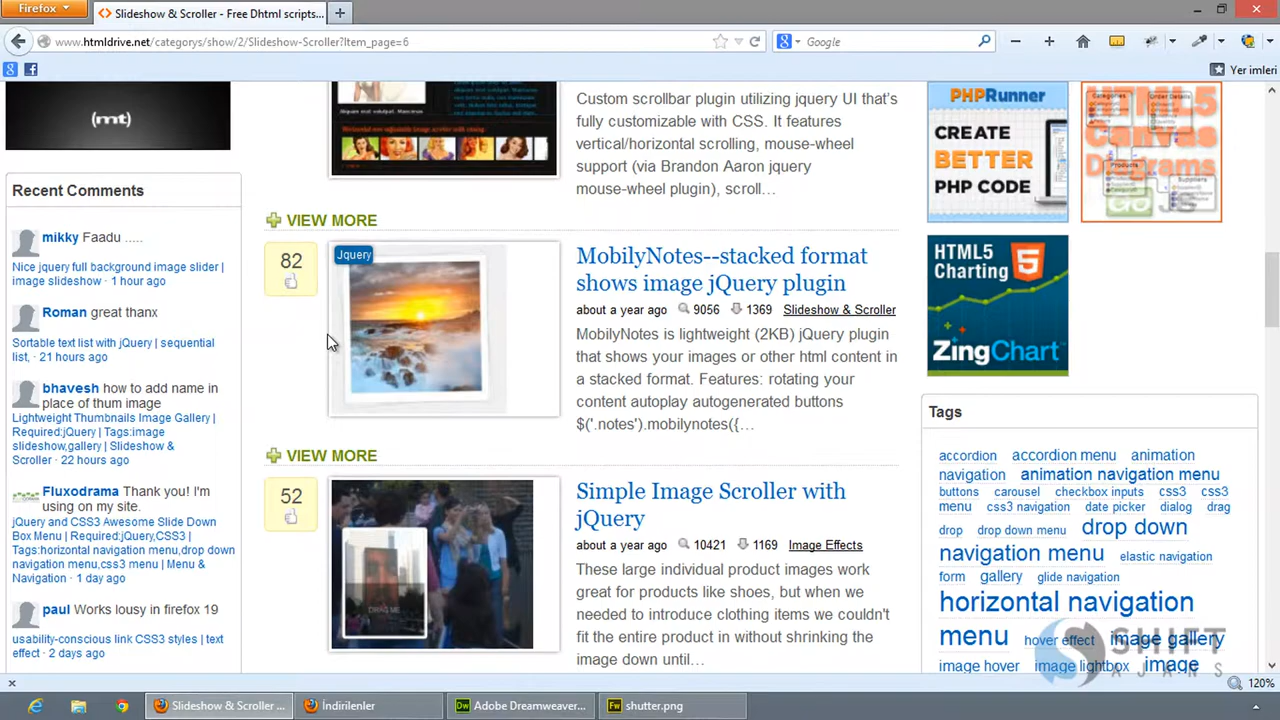 Firefox
Slideshow & Scroller - Free Dhtml scripts...
www.htmldrive.net/categorys/show/2/Slideshow-Scroller?Item_page=6
Google
Yer imleri
(mt)
Recent Comments
mikky Faadu .....
Nice jquery full background image slider |
image slideshow · 1 hour ago
Roman great thanx
Sortable text list with jQuery | sequential
list, · 21 hours ago
bhavesh how to add name in
place of thum image
Lightweight Thumbnails Image Gallery |
Required:jQuery | Tags:image
slideshow,gallery | Slideshow &
Scroller · 22 hours ago
Fluxodrama Thank you! I'm
using on my site.
jQuery and CSS3 Awesome Slide Down
Box Menu | Required:jQuery,CSS3 |
Tags:horizontal navigation menu,drop down
navigation menu,css3 menu | Menu &
Navigation · 1 day ago
paul Works lousy in firefox 19
usability-conscious link CSS3 styles | text
effect · 2 days ago
Custom scrollbar plugin utilizing jquery UI that's
fully customizable with CSS. It features
vertical/horizontal scrolling, mouse-wheel
support (via Brandon Aaron jquery
mouse-wheel plugin), scroll...
VIEW MORE
82
Jquery
MobilyNotes--stacked format
shows image jQuery plugin
about a year ago 9056 1369 Slideshow & Scroller
MobilyNotes is lightweight (2KB) jQuery plugin
that shows your images or other html content in
a stacked format. Features: rotating your
content autoplay autogenerated buttons
$('.notes').mobilynotes({...
VIEW MORE
52
DRAG ME
Simple Image Scroller with
jQuery
about a year ago 10421 1169 Image Effects
These large individual product images work
great for products like shoes, but when we
needed to introduce clothing items we couldn't
fit the entire product in without shrinking the
image down until...
PHPRunner
CREATE
BETTER
PHP CODE
HTML5
Canvas
Diagrams
GoJS
HTML5
Charting
ZingChart
Tags
accordion accordion menu animation
navigation animation navigation menu
buttons carousel checkbox inputs css3 css3
menu css3 navigation date picker dialog drag
drop drop down menu drop down
navigation menu elastic navigation
form gallery glide navigation
horizontal navigation
menu hover effect image gallery
image hover image lightbox image
SHIFT
AJANS
120%
Slideshow & Scroller ...
İndirilenler
Adobe Dreamweaver...
shutter.png